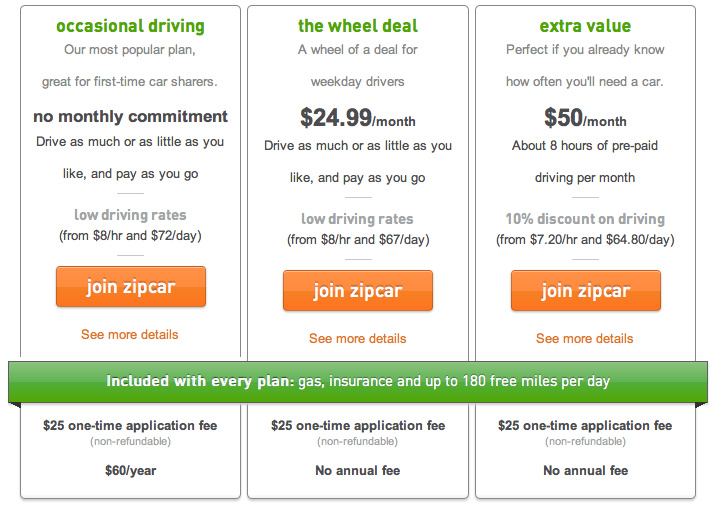 occasional driving
Our most popular plan,
great for first-time car sharers.
no monthly commitment
Drive as much or as little as you
like, and pay as you go
low driving rates
(from $8/hr and $72/day)
join zipcar
See more details
the wheel deal
A wheel of a deal for
weekday drivers
$24.99/month
Drive as much or as little as you
like, and pay as you go
low driving rates
(from $8/hr and $67/day)
join zipcar
See more details
extra value
Perfect if you already know
how often you'll need a car.
$50/month
About 8 hours of pre-paid
driving per month
10% discount on driving
(from $7.20/hr and $64.80/day)
join zipcar
See more details
Included with every plan: gas, insurance and up to 180 free miles per day
$25 one-time application fee
(non-refundable)
$60/year
$25 one-time application fee
(non-refundable)
No annual fee
$25 one-time application fee
(non-refundable)
No annual fee